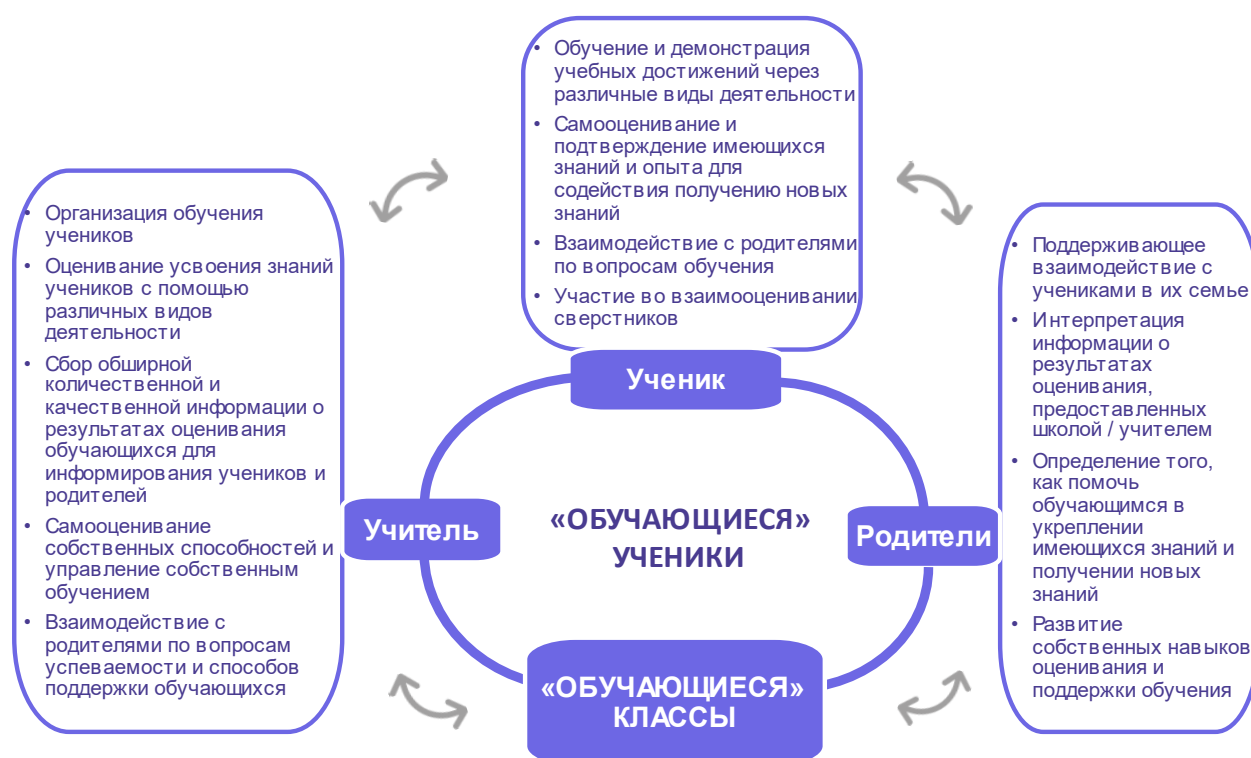 • Обучение и демонстрация
учебных достижений через
различные виды деятельности
• Самооценивание и
подтверждение имеющихся
знаний и опыта для
содействия получению новых
знаний
• Взаимодействие с родителями
по вопросам обучения
• Участие во взаимооценивании
сверстников
Ученик
• Организация обучения
учеников
• Оценивание усвоения знаний
учеников с помощью
различных видов
деятельности
• Сбор обширной
количественной и
качественной информации о
результатах оценивания
обучающихся для
информирования учеников и
родителей
• Самооценивание
собственных способностей и
управление собственным
обучением
• Взаимодействие с
родителями по вопросам
успеваемости и способов
поддержки обучающихся
Учитель
«ОБУЧАЮЩИЕСЯ»
УЧЕНИКИ
Родители
• Поддерживающее
взаимодействие с
учениками в их семье
• Интерпретация
информации о
результатах
оценивания,
предоставленных
школой / учителем
• Определение того,
как помочь
обучающимся в
укреплении
имеющихся знаний и
получении новых
знаний
• Развитие
собственных навыков
оценивания и
поддержки обучения
«ОБУЧАЮЩИЕСЯ»
КЛАССЫ